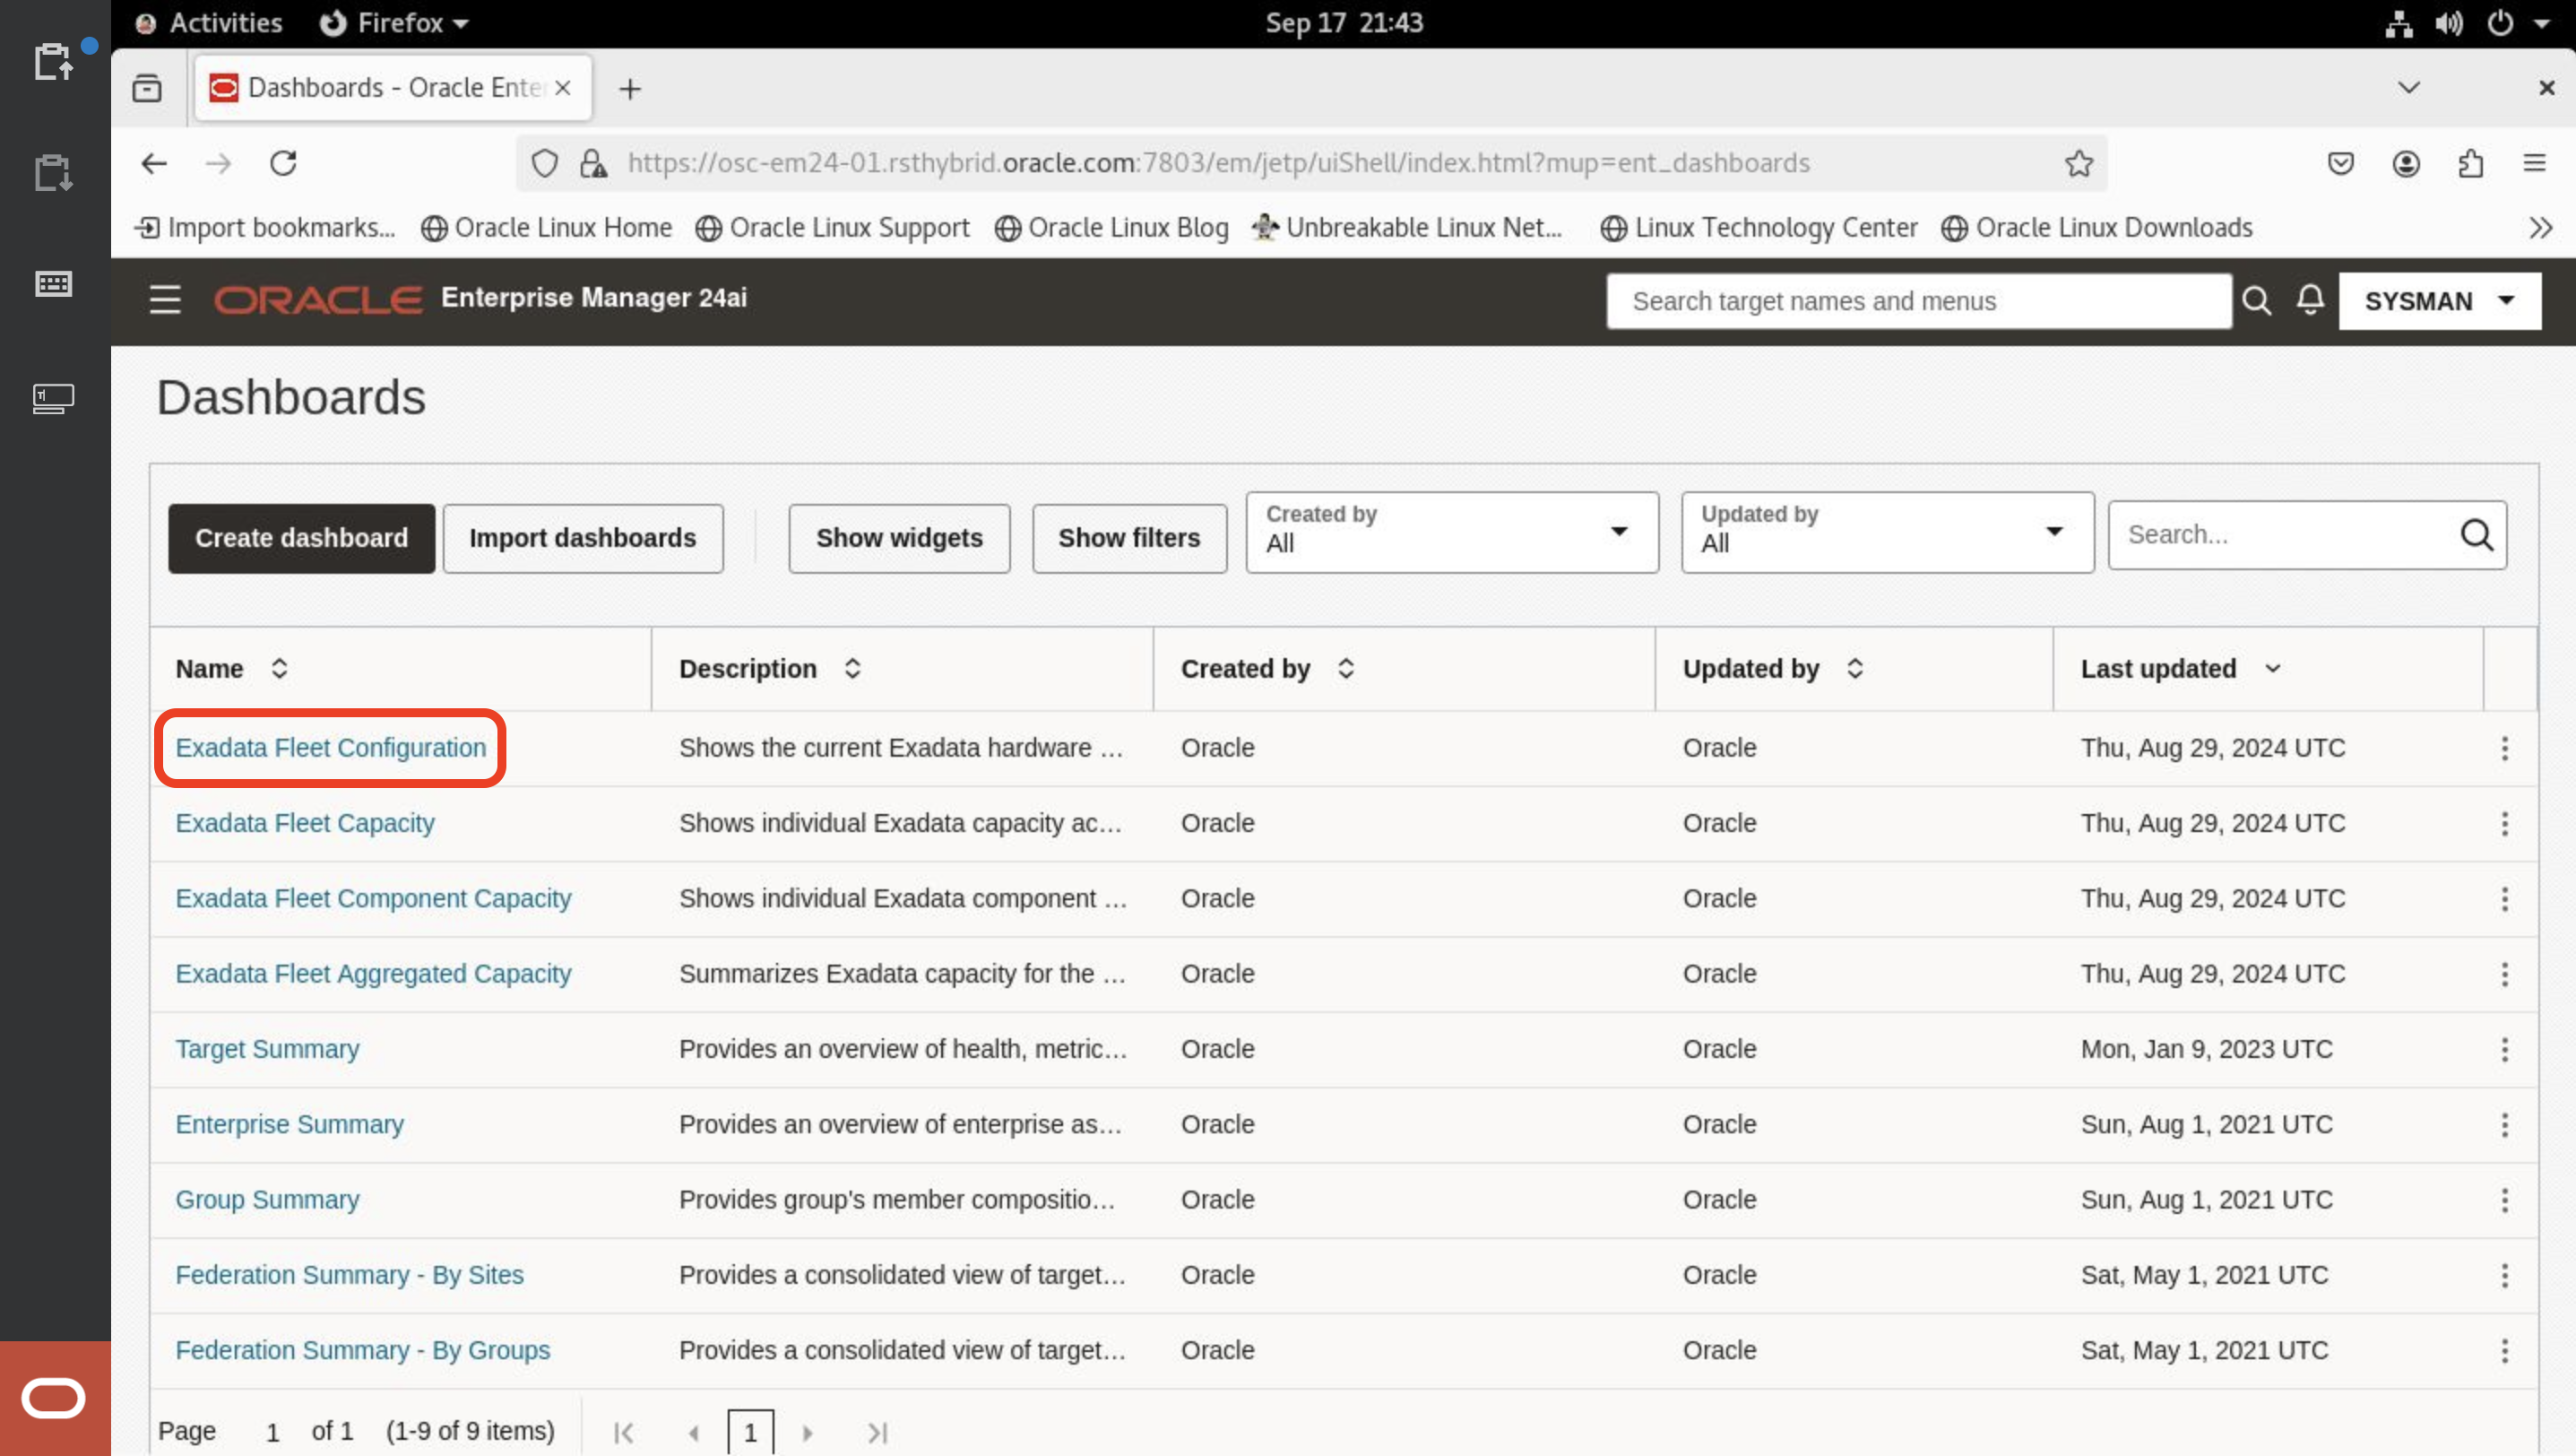 Activities Firefox Sep 17 21:43
Dashboards - Oracle Ente
https://osc-em24-01.rsthybrid.oracle.com:7803/em/jetp/uiShell/index.html?mup=ent_dashboards
Import bookmarks... Oracle Linux Home Oracle Linux Support Oracle Linux Blog Unbreakable Linux Net... Linux Technology Center Oracle Linux Downloads
ORACLE Enterprise Manager 24ai Search target names and menus SYSMAN
Dashboards
Create dashboard Import dashboards Show widgets Show filters Created by All Updated by All Search...
Name Description Created by Updated by Last updated
Exadata Fleet Configuration Shows the current Exadata hardware ... Oracle Oracle Thu, Aug 29, 2024 UTC
Exadata Fleet Capacity Shows individual Exadata capacity ac... Oracle Oracle Thu, Aug 29, 2024 UTC
Exadata Fleet Component Capacity Shows individual Exadata component ... Oracle Oracle Thu, Aug 29, 2024 UTC
Exadata Fleet Aggregated Capacity Summarizes Exadata capacity for the ... Oracle Oracle Thu, Aug 29, 2024 UTC
Target Summary Provides an overview of health, metric... Oracle Oracle Mon, Jan 9, 2023 UTC
Enterprise Summary Provides an overview of enterprise as... Oracle Oracle Sun, Aug 1, 2021 UTC
Group Summary Provides group's member compositio... Oracle Oracle Sun, Aug 1, 2021 UTC
Federation Summary - By Sites Provides a consolidated view of target... Oracle Oracle Sat, May 1, 2021 UTC
Federation Summary - By Groups Provides a consolidated view of target... Oracle Oracle Sat, May 1, 2021 UTC
Page 1 of 1 (1-9 of 9 items) 1